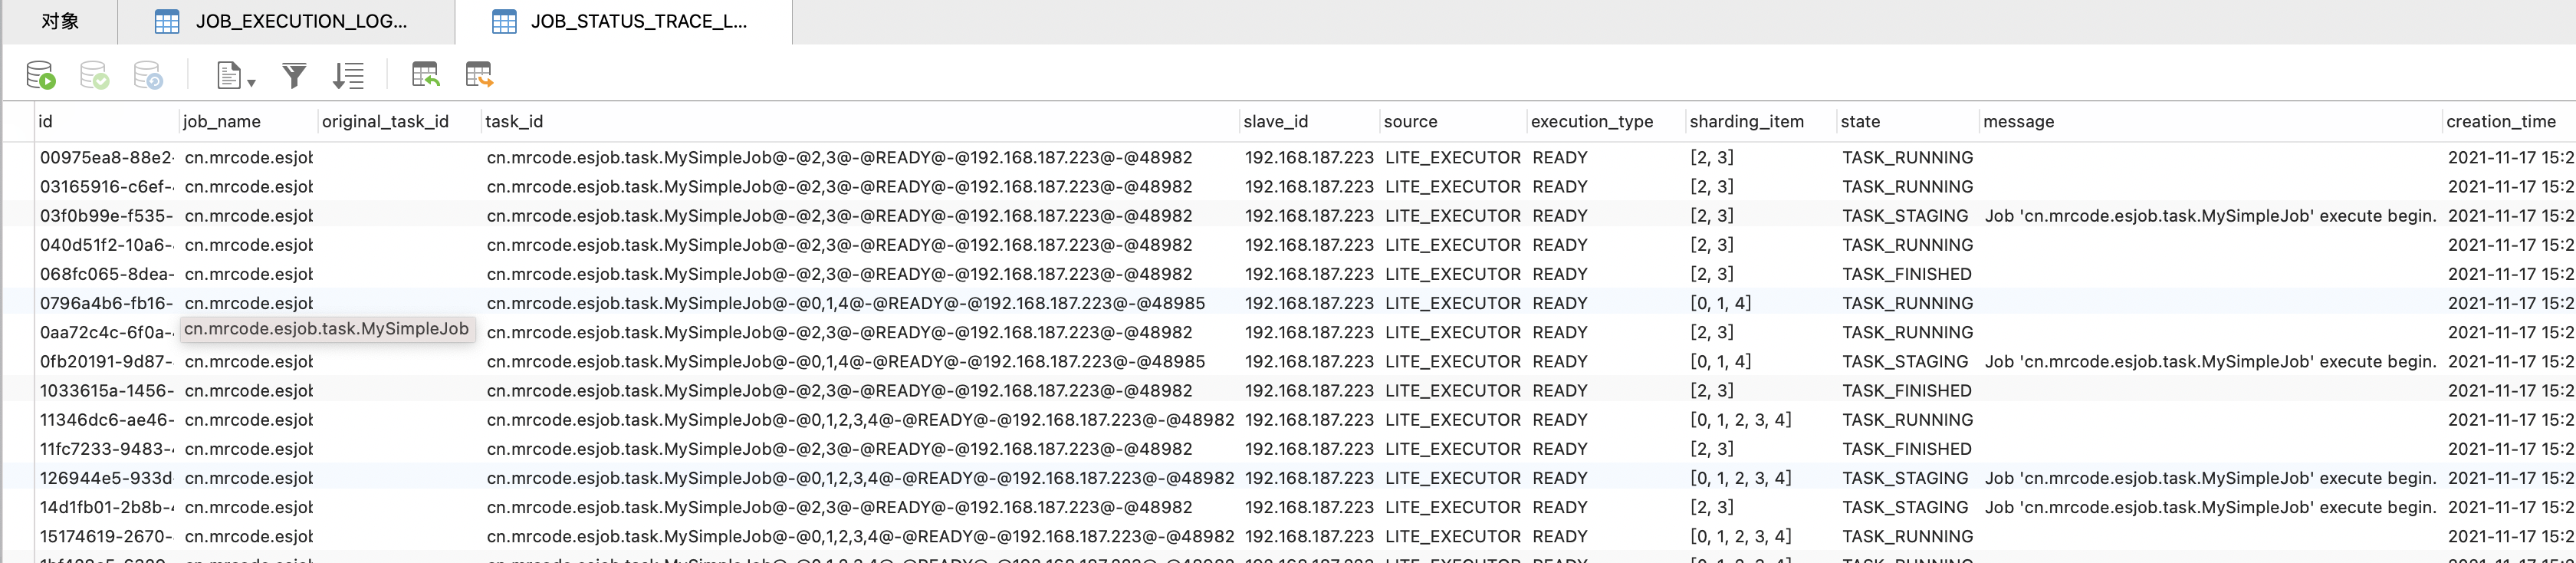 对象 JOB_EXECUTION_LOG... JOB_STATUS_TRACE_L...
id job_name original_task_id task_id slave_id source execution_type sharding_item state message creation_time
00975ea8-88e2- cn.mrcode.esjob cn.mrcode.esjob.task.MySimpleJob@-@2,3@-@READY@-@192.168.187.223@-@48982 192.168.187.223 LITE_EXECUTOR READY [2, 3] TASK_RUNNING 2021-11-17 15:2
03165916-c6ef- cn.mrcode.esjob cn.mrcode.esjob.task.MySimpleJob@-@2,3@-@READY@-@192.168.187.223@-@48982 192.168.187.223 LITE_EXECUTOR READY [2, 3] TASK_RUNNING 2021-11-17 15:2
03f0b99e-f535- cn.mrcode.esjob cn.mrcode.esjob.task.MySimpleJob@-@2,3@-@READY@-@192.168.187.223@-@48982 192.168.187.223 LITE_EXECUTOR READY [2, 3] TASK_STAGING Job 'cn.mrcode.esjob.task.MySimpleJob' execute begin. 2021-11-17 15:2
040d51f2-10a6- cn.mrcode.esjob cn.mrcode.esjob.task.MySimpleJob@-@2,3@-@READY@-@192.168.187.223@-@48982 192.168.187.223 LITE_EXECUTOR READY [2, 3] TASK_RUNNING 2021-11-17 15:2
068fc065-8dea- cn.mrcode.esjob cn.mrcode.esjob.task.MySimpleJob@-@2,3@-@READY@-@192.168.187.223@-@48982 192.168.187.223 LITE_EXECUTOR READY [2, 3] TASK_FINISHED 2021-11-17 15:2
0796a4b6-fb16- cn.mrcode.esjob cn.mrcode.esjob.task.MySimpleJob@-@0,1,4@-@READY@-@192.168.187.223@-@48985 192.168.187.223 LITE_EXECUTOR READY [0, 1, 4] TASK_RUNNING 2021-11-17 15:2
0aa72c4c-6f0a- cn.mrcode.esjob.task.MySimpleJob cn.mrcode.esjob.task.MySimpleJob@-@2,3@-@READY@-@192.168.187.223@-@48982 192.168.187.223 LITE_EXECUTOR READY [2, 3] TASK_RUNNING 2021-11-17 15:2
0fb20191-9d87- cn.mrcode.esjob cn.mrcode.esjob.task.MySimpleJob@-@0,1,4@-@READY@-@192.168.187.223@-@48985 192.168.187.223 LITE_EXECUTOR READY [0, 1, 4] TASK_STAGING Job 'cn.mrcode.esjob.task.MySimpleJob' execute begin. 2021-11-17 15:2
1033615a-1456- cn.mrcode.esjob cn.mrcode.esjob.task.MySimpleJob@-@2,3@-@READY@-@192.168.187.223@-@48982 192.168.187.223 LITE_EXECUTOR READY [2, 3] TASK_FINISHED 2021-11-17 15:2
11346dc6-ae46- cn.mrcode.esjob cn.mrcode.esjob.task.MySimpleJob@-@0,1,2,3,4@-@READY@-@192.168.187.223@-@48982 192.168.187.223 LITE_EXECUTOR READY [0, 1, 2, 3, 4] TASK_RUNNING 2021-11-17 15:2
11fc7233-9483- cn.mrcode.esjob cn.mrcode.esjob.task.MySimpleJob@-@2,3@-@READY@-@192.168.187.223@-@48982 192.168.187.223 LITE_EXECUTOR READY [2, 3] TASK_FINISHED 2021-11-17 15:2
126944e5-933d cn.mrcode.esjob cn.mrcode.esjob.task.MySimpleJob@-@0,1,2,3,4@-@READY@-@192.168.187.223@-@48982 192.168.187.223 LITE_EXECUTOR READY [0, 1, 2, 3, 4] TASK_STAGING Job 'cn.mrcode.esjob.task.MySimpleJob' execute begin. 2021-11-17 15:2
14d1fb01-2b8b- cn.mrcode.esjob cn.mrcode.esjob.task.MySimpleJob@-@2,3@-@READY@-@192.168.187.223@-@48982 192.168.187.223 LITE_EXECUTOR READY [2, 3] TASK_STAGING Job 'cn.mrcode.esjob.task.MySimpleJob' execute begin. 2021-11-17 15:2
15174619-2670- cn.mrcode.esjob cn.mrcode.esjob.task.MySimpleJob@-@0,1,2,3,4@-@READY@-@192.168.187.223@-@48982 192.168.187.223 LITE_EXECUTOR READY [0, 1, 2, 3, 4] TASK_RUNNING 2021-11-17 15:2